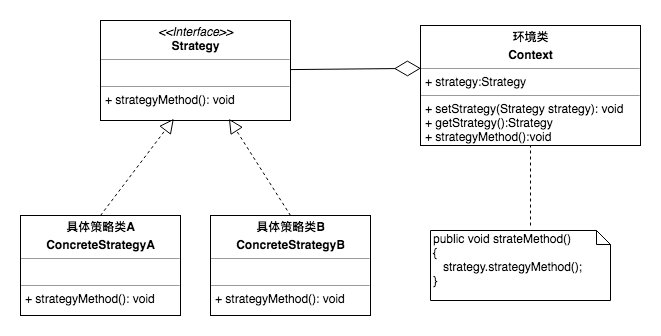 <<Interface>>
Strategy
+ strategyMethod(): void
环境类
Context
+ strategy:Strategy
+ setStrategy(Strategy strategy): void
+ getStrategy():Strategy
+ strategyMethod():void
具体策略类A
ConcreteStrategyA
+ strategyMethod(): void
具体策略类B
ConcreteStrategyB
+ strategyMethod(): void
public void strateMethod()
{
strategy.strategyMethod();
}